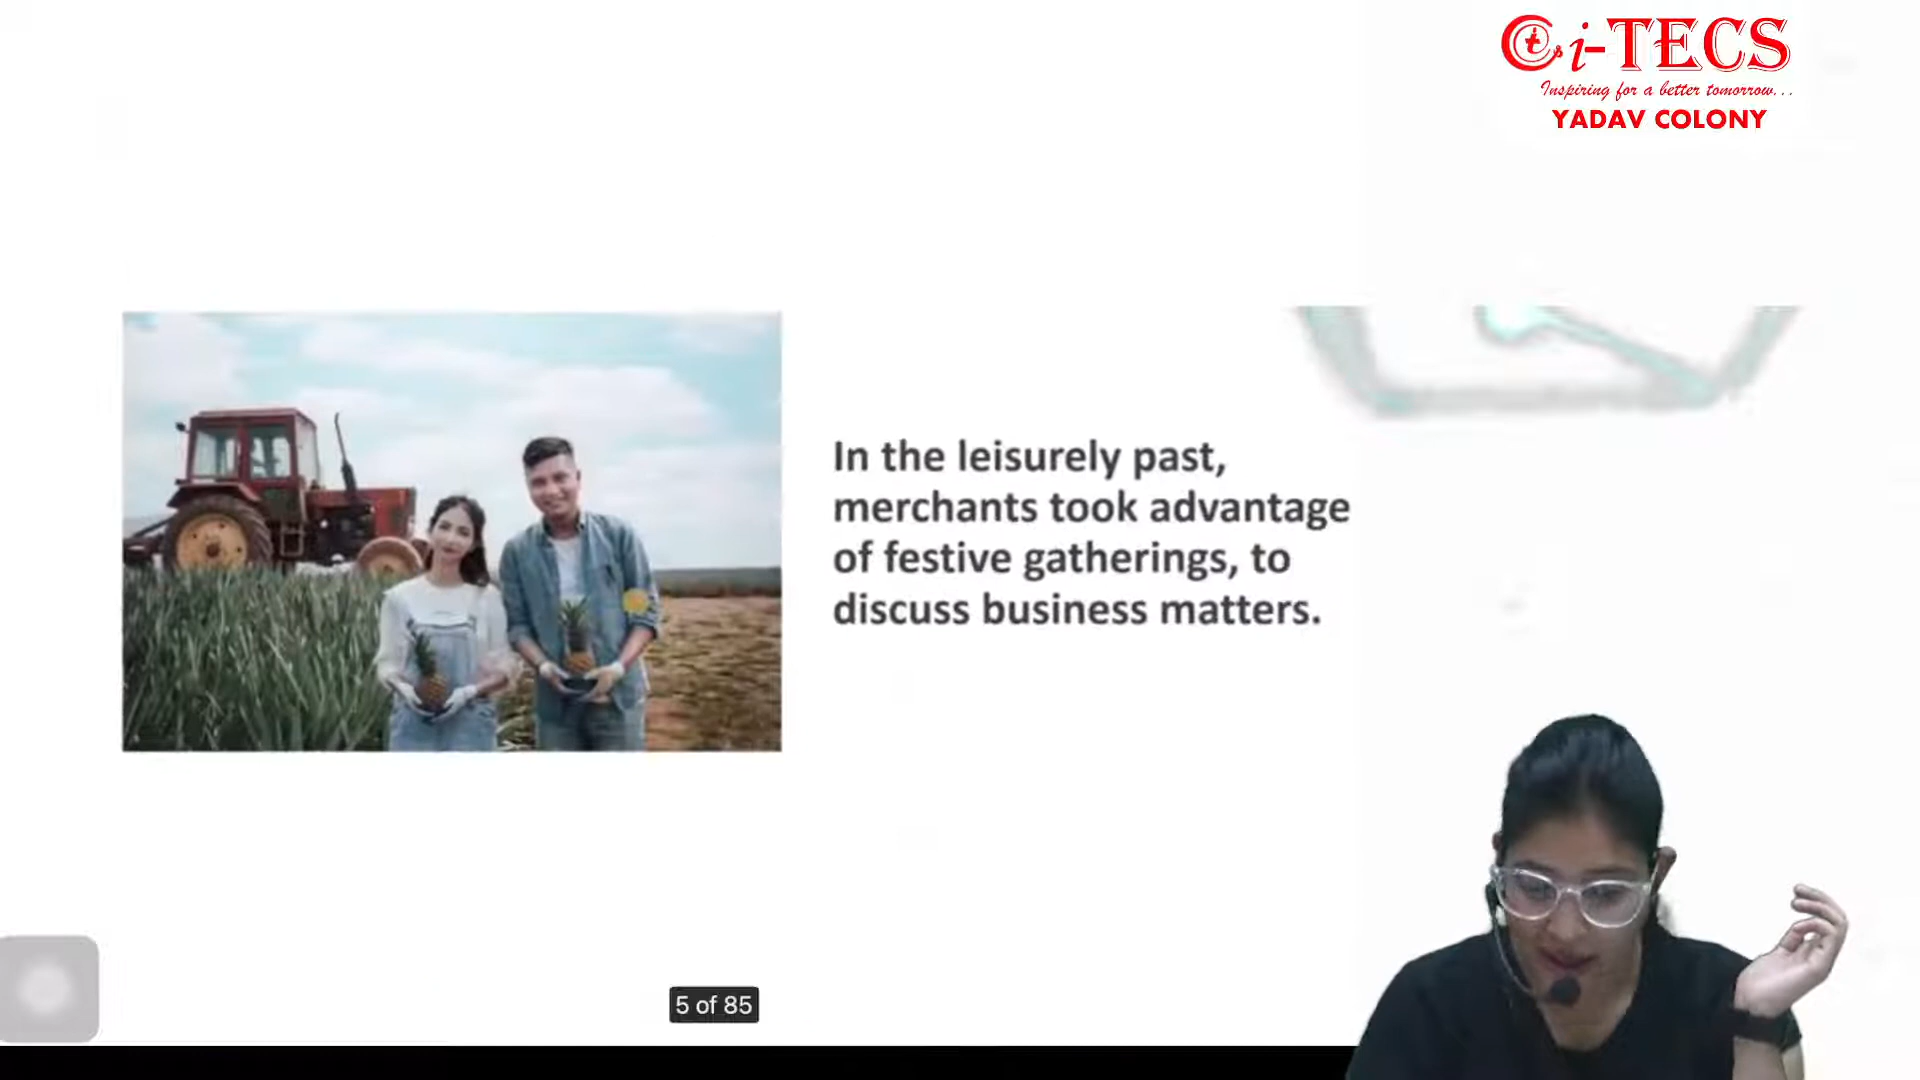 i-TECS
Inspiring for a better tomorrow...
YADAV COLONY
In the leisurely past,
merchants took advantage
of festive gatherings, to
discuss business matters.
5 of 85